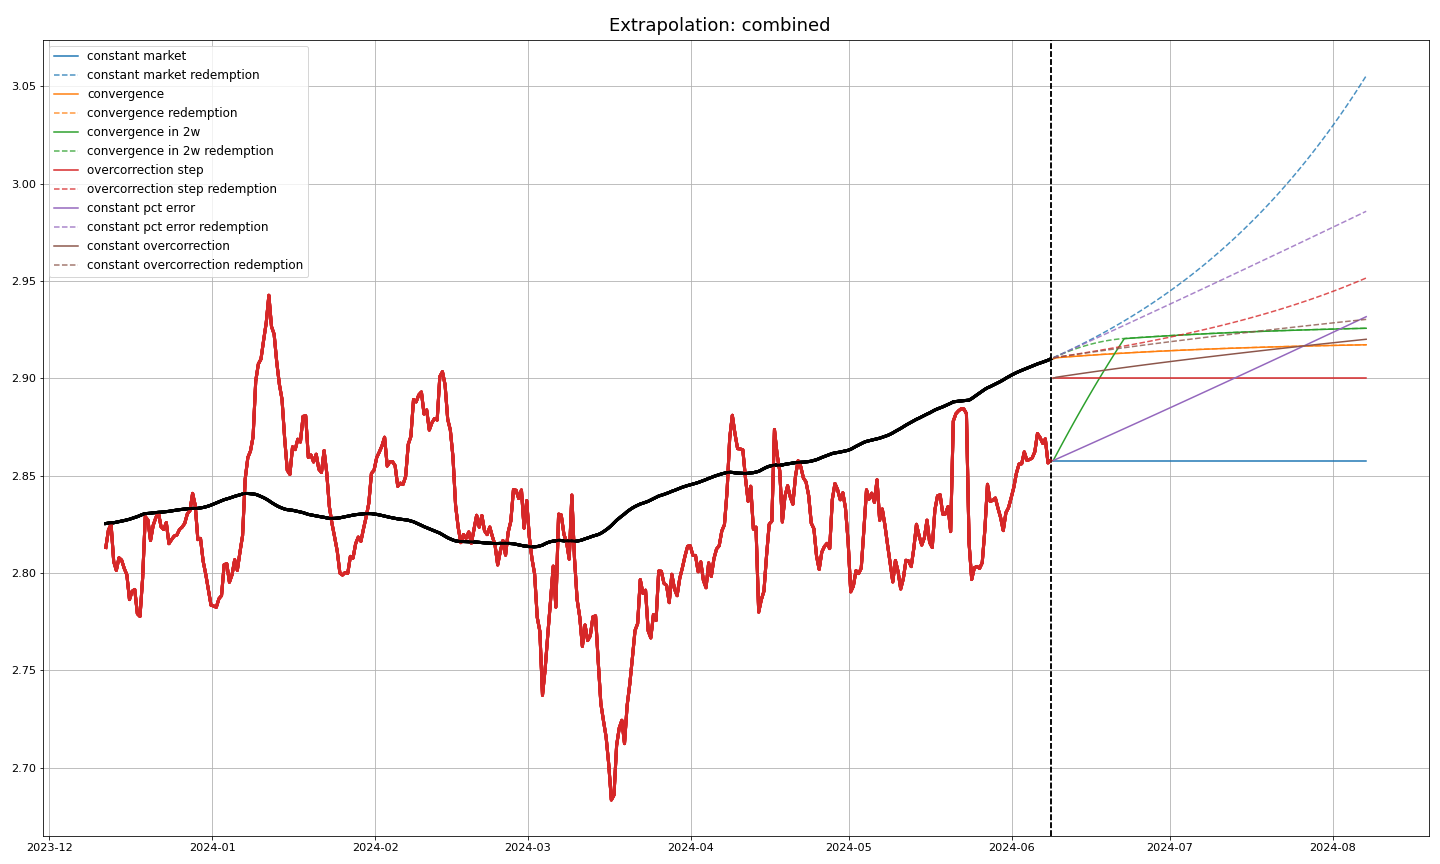 Extrapolation: combined
constant market
constant market redemption
convergence
convergence redemption
convergence in 2w
convergence in 2w redemption
overcorrection step
overcorrection step redemption
constant pct error
constant pct error redemption
constant overcorrection
constant overcorrection redemption
3.05
3.00
2.95
2.90
2.85
2.80
2.75
2.70
2023-12 2024-01 2024-02 2024-03 2024-04 2024-05 2024-06 2024-07 2024-08